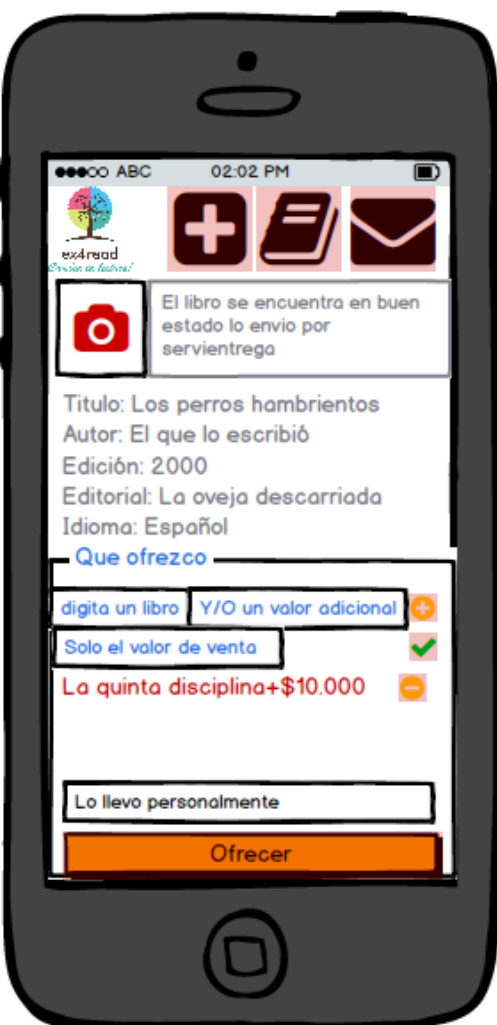 ABC 02:02 PM
ex4read
El libro se encuentra en buen
estado lo envio por
servientrega
Titulo: Los perros hambrientos
Autor: El que lo escribió
Edición: 2000
Editorial: La oveja descarriada
Idioma: Español
Que ofrezco
digita un libro Y/O un valor adicional
Solo el valor de venta
La quinta disciplina+$10.000
Lo llevo personalmente
Ofrecer